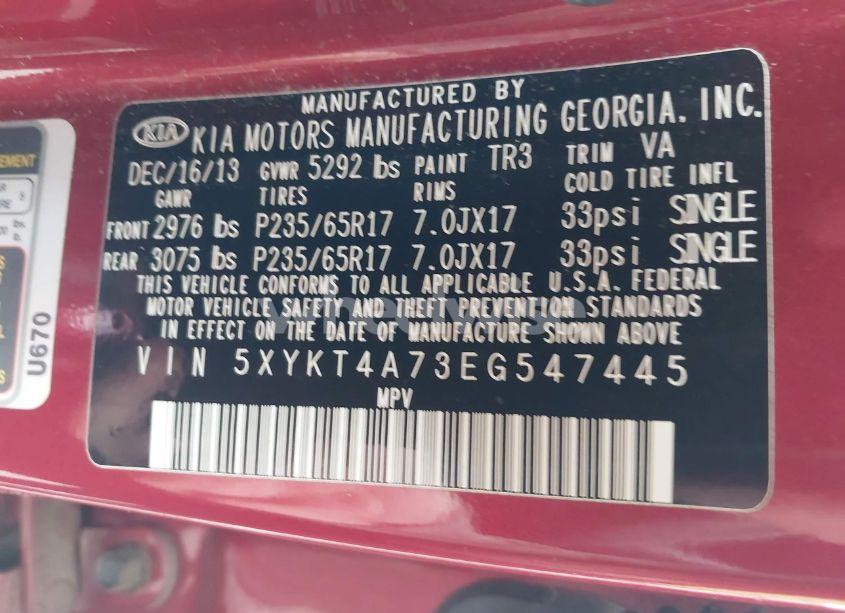 MANUFACTURED BY
KIA KIA MOTORS MANUFACTURING GEORGIA. INC.
DEC/16/13 GVWR 5292 lbs PAINT TR3 TRIM VA
GAWR TIRES RIMS COLD TIRE INFL
FRONT 2976 lbs P235/65R17 7.0JX17 33psi SINGLE
REAR 3075 lbs P235/65R17 7.0JX17 33psi SINGLE
THIS VEHICLE CONFORMS TO ALL APPLICABLE U.S.A. FEDERAL
MOTOR VEHICLE SAFETY AND THEFT PREVENTION STANDARDS
IN EFFECT ON THE DATE OF MANUFACTURE SHOWN ABOVE
VIN 5XYKT4A73EG547445
MPV
U670